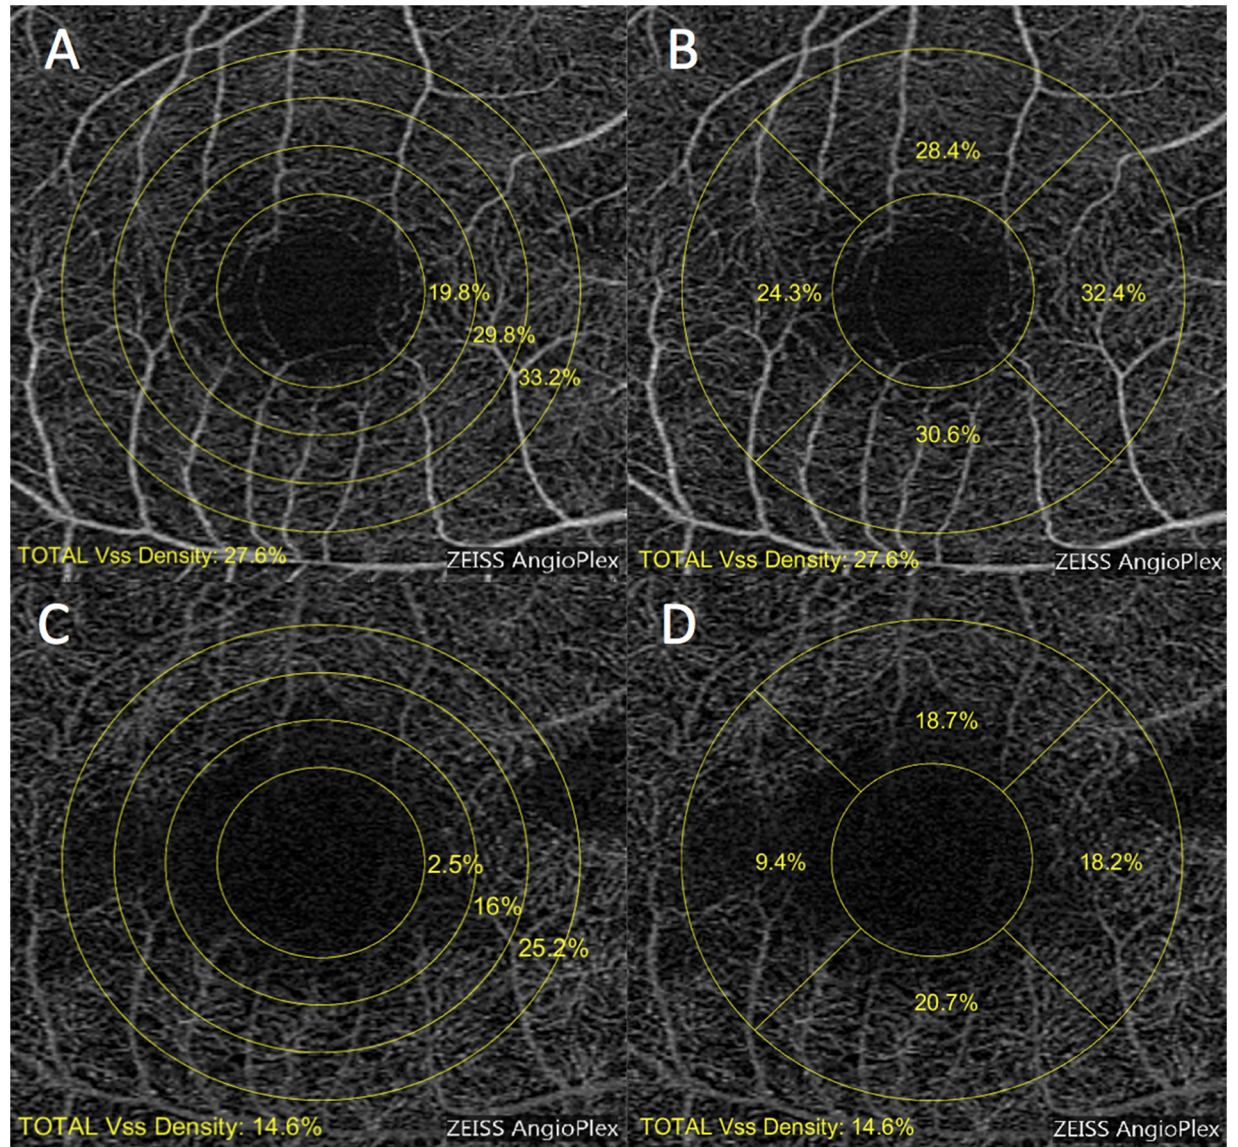 A
19.8%
29.8%
33.2%
TOTAL Vss Density: 27.6%
ZEISS AngioPlex
B
28.4%
24.3%
32.4%
30.6%
TOTAL Vss Density: 27.6%
ZEISS AngioPlex
C
2.5%
16%
25.2%
TOTAL Vss Density: 14.6%
ZEISS AngioPlex
D
18.7%
9.4%
18.2%
20.7%
TOTAL Vss Density: 14.6%
ZEISS AngioPlex